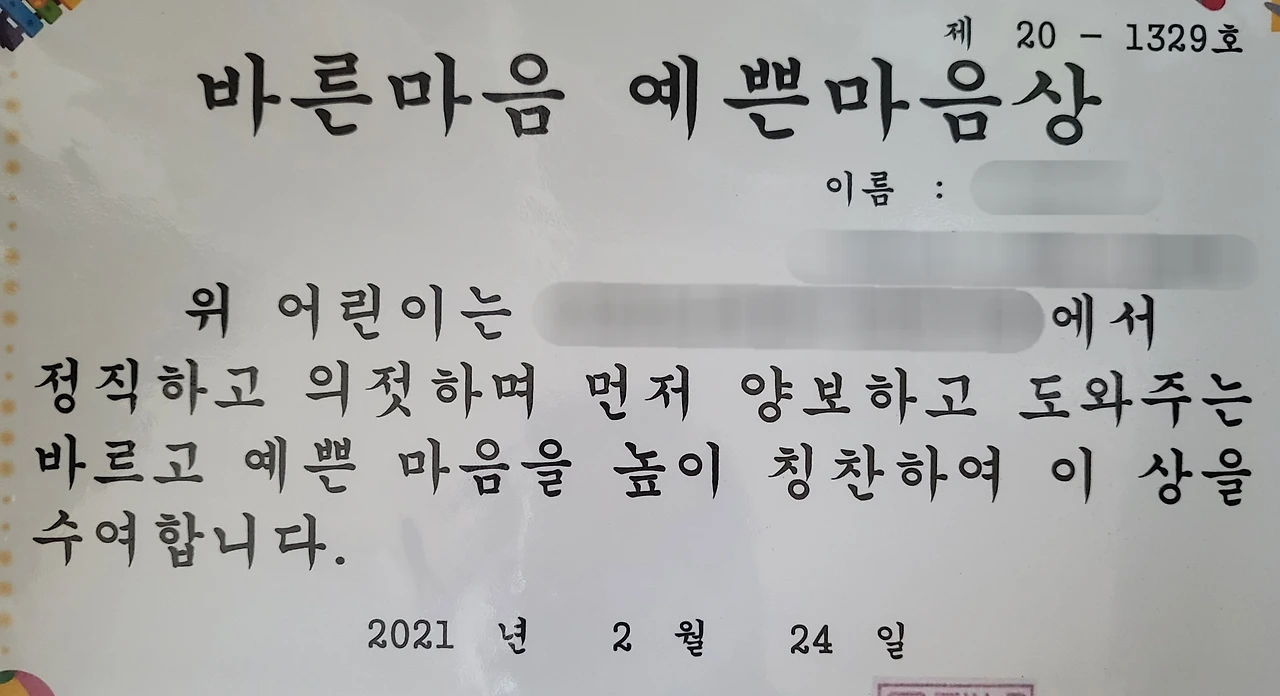 제 20 - 1329호
바른마음 예쁜마음상
이름 :
위 어린이는 에서
정직하고 의젓하며 먼저 양보하고 도와주는
바르고 예쁜 마음을 높이 칭찬하여 이 상을
수여합니다.
2021 년 2 월 24 일